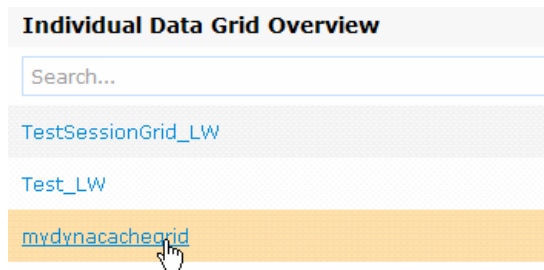 Individual Data Grid Overview
Search...
TestSessionGrid_LW
Test_LW
mydynacachegrid